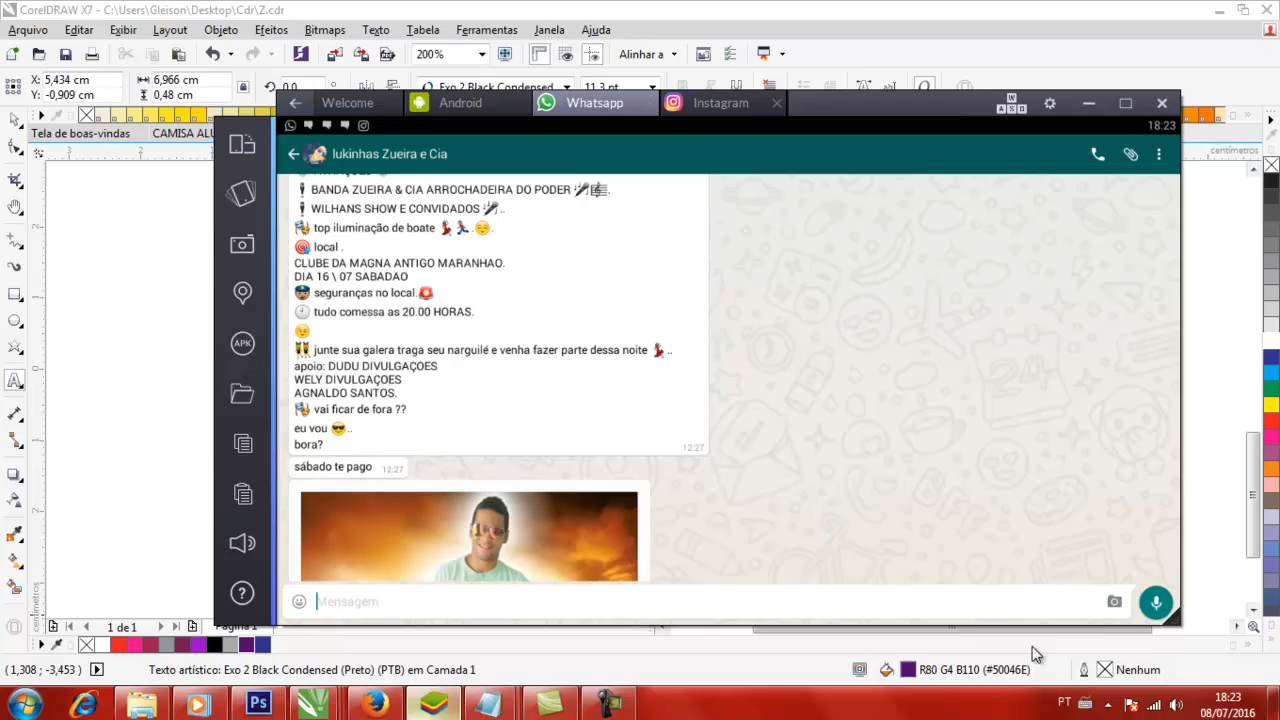 CorelDRAW X7 - C:\Users\Gleison\Desktop\Cdr\Z.cdr
Arquivo Editar Exibir Layout Objeto Efeitos Bitmaps Texto Tabela Ferramentas Janela Ajuda
200% Alinhar a
X: 5,434 cm 6,966 cm
Y: -0,909 cm 0,48 cm
0,0 Exo 2 Black Condensed 11,3 pt
Welcome Android Whatsapp Instagram
Tela de boas-vindas CAMISA ALU
18:23
centímetros
lukinhas Zueira e Cia
BANDA ZUEIRA & CIA ARROCHADEIRA DO PODER .
WILHANS SHOW E CONVIDADOS ..
top iluminação de boate . .
local .
CLUBE DA MAGNA ANTIGO MARANHAO.
DIA 16 \ 07 SABADAO
seguranças no local.
tudo comessa as 20.00 HORAS.
junte sua galera traga seu narguilé e venha fazer parte dessa noite ..
apoio: DUDU DIVULGAÇOES
WELY DIVULGAÇOES
AGNALDO SANTOS.
vai ficar de fora ??
eu vou ..
bora?
12:27
sábado te pago 12:27
APK
Mensagem
1 de 1 Página 1
(1,308 ; -3,453) Texto artístico: Exo 2 Black Condensed (Preto) (PTB) em Camada 1 R80 G4 B110 (#50046E) Nenhum
PT 18:23
08/07/2016